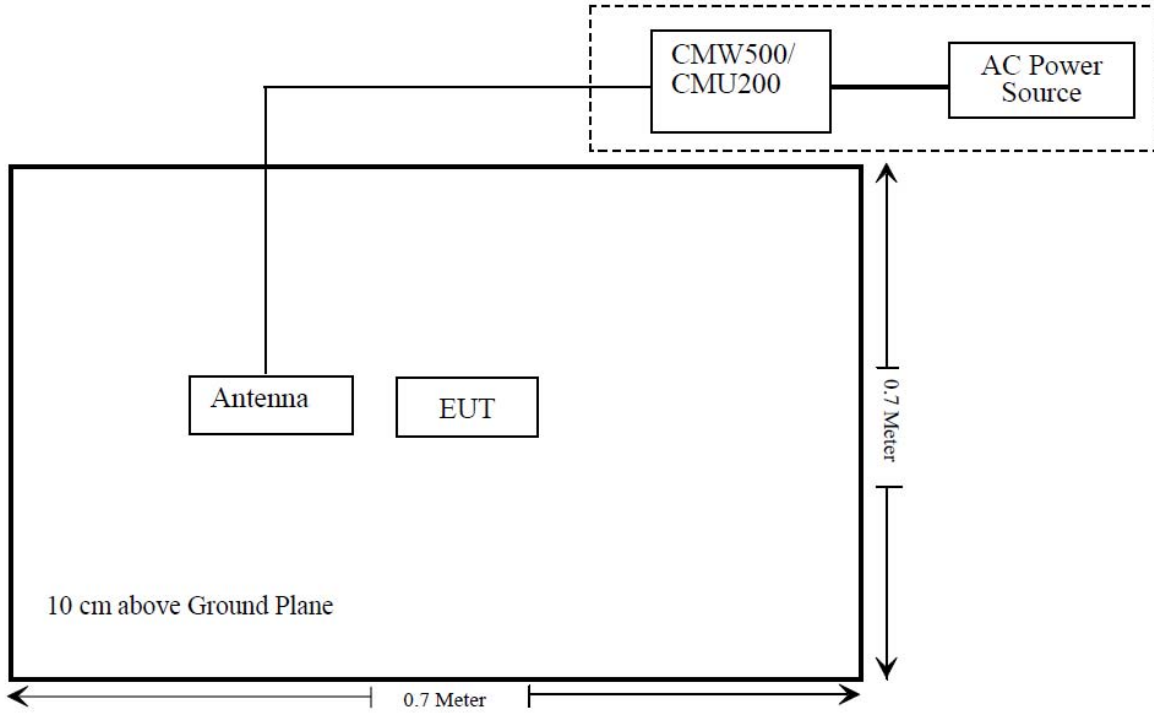 CMW500/
CMU200
AC Power
Source
Antenna
EUT
0.7 Meter
10 cm above Ground Plane
0.7 Meter